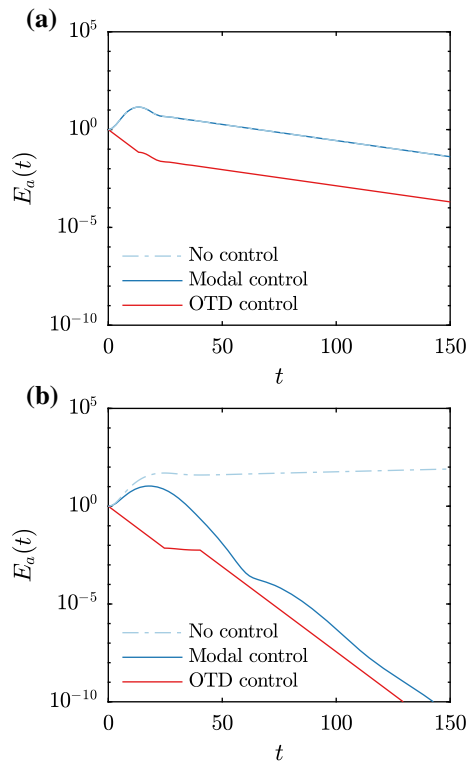 (a)
10^5
10^0
10^{-5}
10^{-10}
E_a(t)
No control
Modal control
OTD control
0 50 100 150
t
(b)
10^5
10^0
10^{-5}
10^{-10}
E_a(t)
No control
Modal control
OTD control
0 50 100 150
t